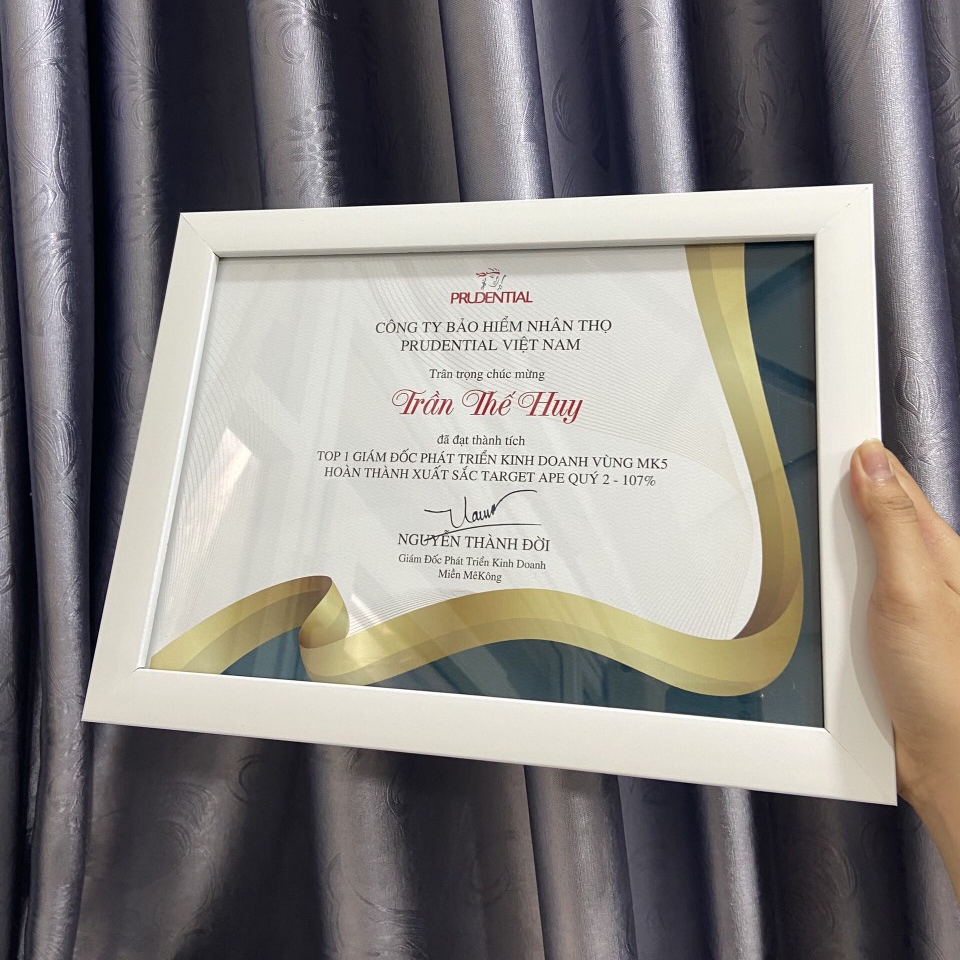 PRUDENTIAL
CÔNG TY BẢO HIỂM NHÂN THỌ
PRUDENTIAL VIỆT NAM
Trân trọng chúc mừng
Trần Thế Huy
đã đạt thành tích
TOP 1 GIÁM ĐỐC PHÁT TRIỂN KINH DOANH VÙNG MK5
HOÀN THÀNH XUẤT SẮC TARGET APE QUÝ 2 - 107%
NGUYỄN THÀNH ĐỜI
Giám Đốc Phát Triển Kinh Doanh
Miền MêKông